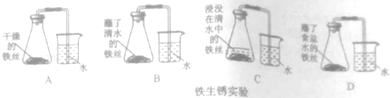 干燥
的
铁丝
水
A
蘸了
清水
的
铁丝
水
B
浸没
在清
水中
的铁
丝
水
C
蘸了
食盐
水的
铁丝
水
D
铁生锈实验